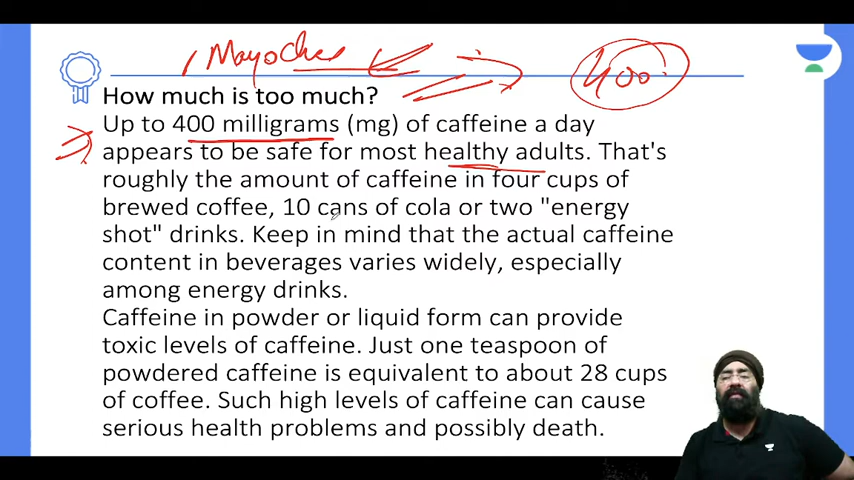 Mayo
400
How much is too much?
Up to 400 milligrams (mg) of caffeine a day
appears to be safe for most healthy adults. That's
roughly the amount of caffeine in four cups of
brewed coffee, 10 cans of cola or two "energy
shot" drinks. Keep in mind that the actual caffeine
content in beverages varies widely, especially
among energy drinks.
Caffeine in powder or liquid form can provide
toxic levels of caffeine. Just one teaspoon of
powdered caffeine is equivalent to about 28 cups
of coffee. Such high levels of caffeine can cause
serious health problems and possibly death.